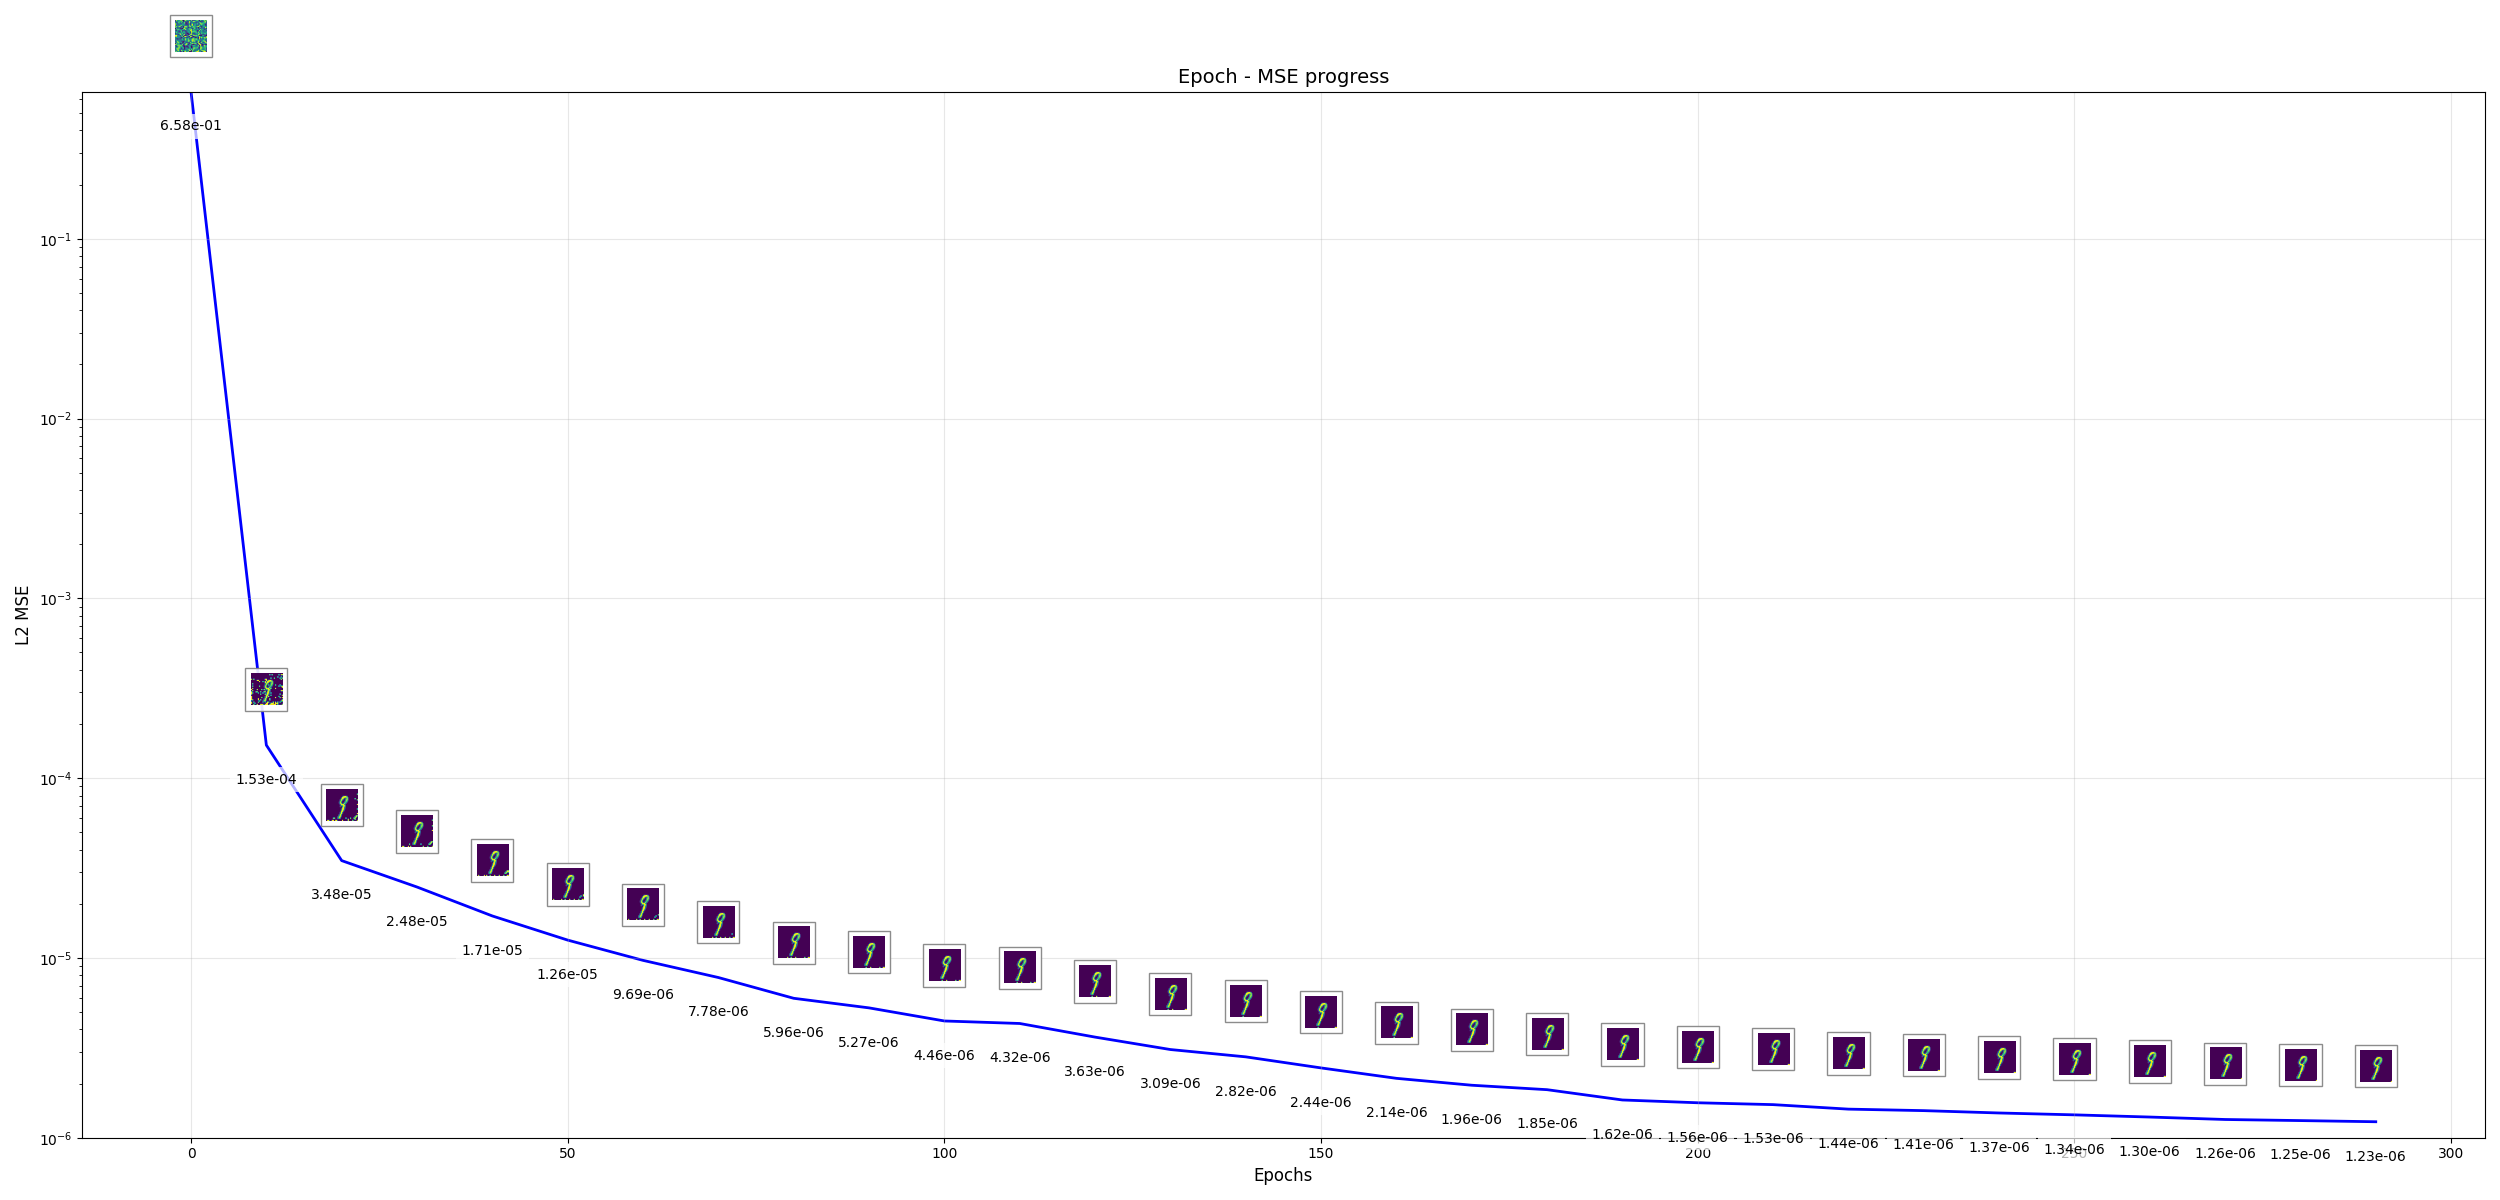 Epoch - MSE progress
6.58e-01
10⁻¹
10⁻²
10⁻³
L2 MSE
10⁻⁴
1.53e-04
3.48e-05
2.48e-05
1.71e-05
10⁻⁵
1.26e-05
9.69e-06
7.78e-06
5.96e-06
5.27e-06
4.46e-06
4.32e-06
3.63e-06
3.09e-06
2.82e-06
2.44e-06
2.14e-06
1.96e-06
1.85e-06
1.62e-06
1.56e-06
1.53e-06
1.44e-06
1.41e-06
1.37e-06
1.34e-06
1.30e-06
1.26e-06
1.25e-06
1.23e-06
10⁻⁶
0 50 100 150 200 250 300
Epochs